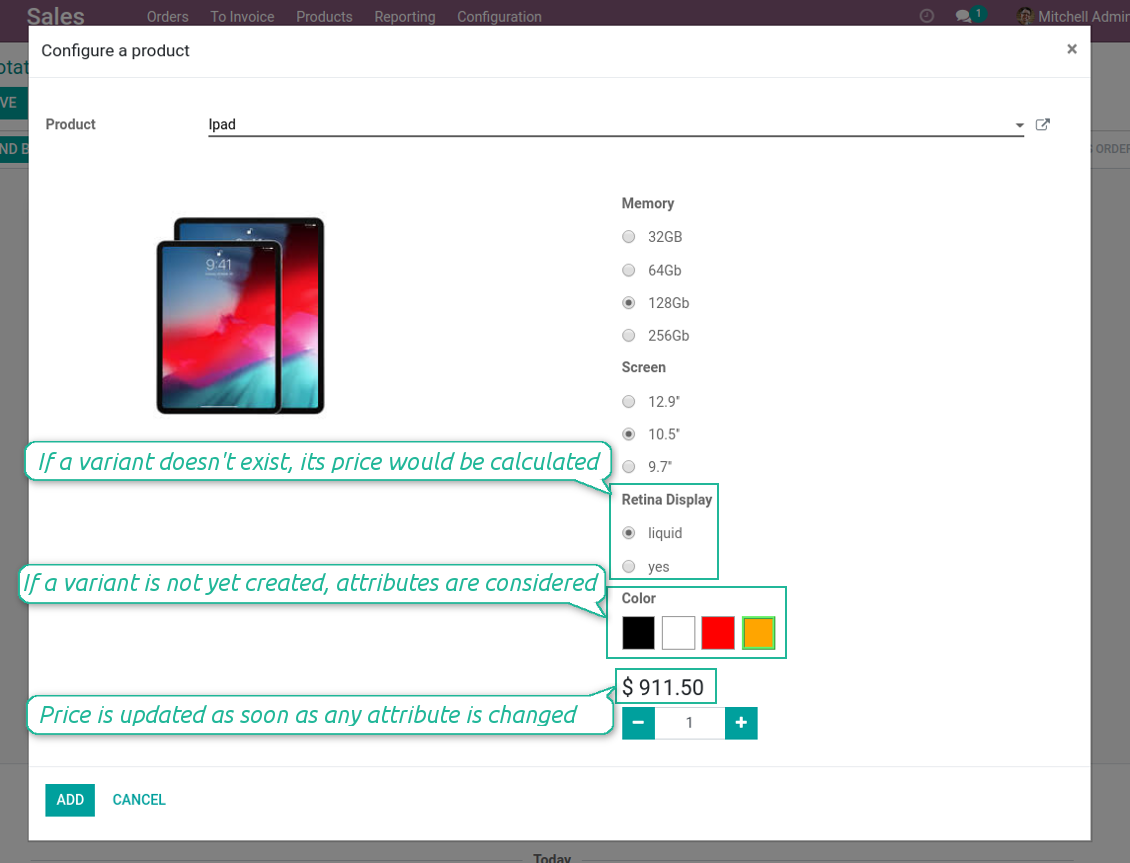 Sales Orders To Invoice Products Reporting Configuration 1 Mitchell Admin
Configure a product ×
VE
Product Ipad
ND B
ORDER
Memory
32GB
64Gb
128Gb
256Gb
Screen
12.9"
10.5"
9.7"
9:41
If a variant doesn't exist, its price would be calculated
Retina Display
liquid
yes
If a variant is not yet created, attributes are considered
Color
$ 911.50
Price is updated as soon as any attribute is changed
− 1 +
ADD CANCEL
Today